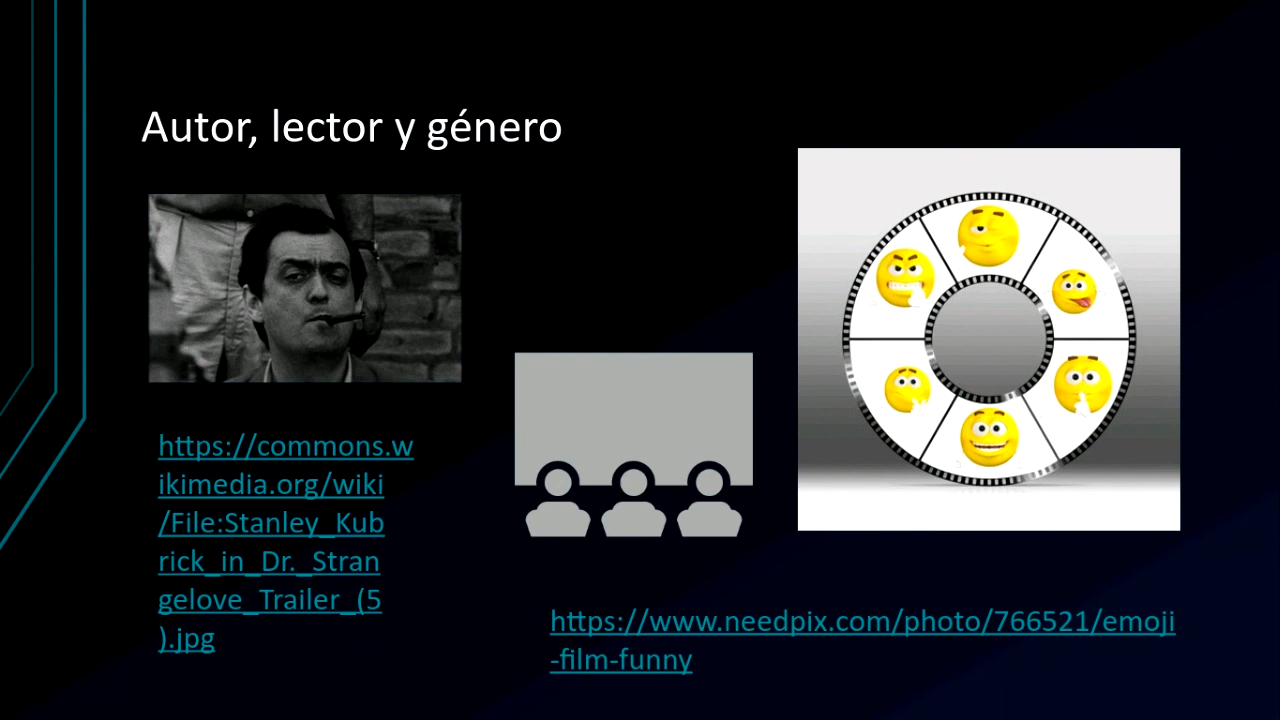 Autor, lector y género
https://commons.w
ikimedia.org/wiki
/File:Stanley_Kub
rick_in_Dr._Stran
gelove_Trailer_(5
).jpg
https://www.needpix.com/photo/766521/emoji
-film-funny